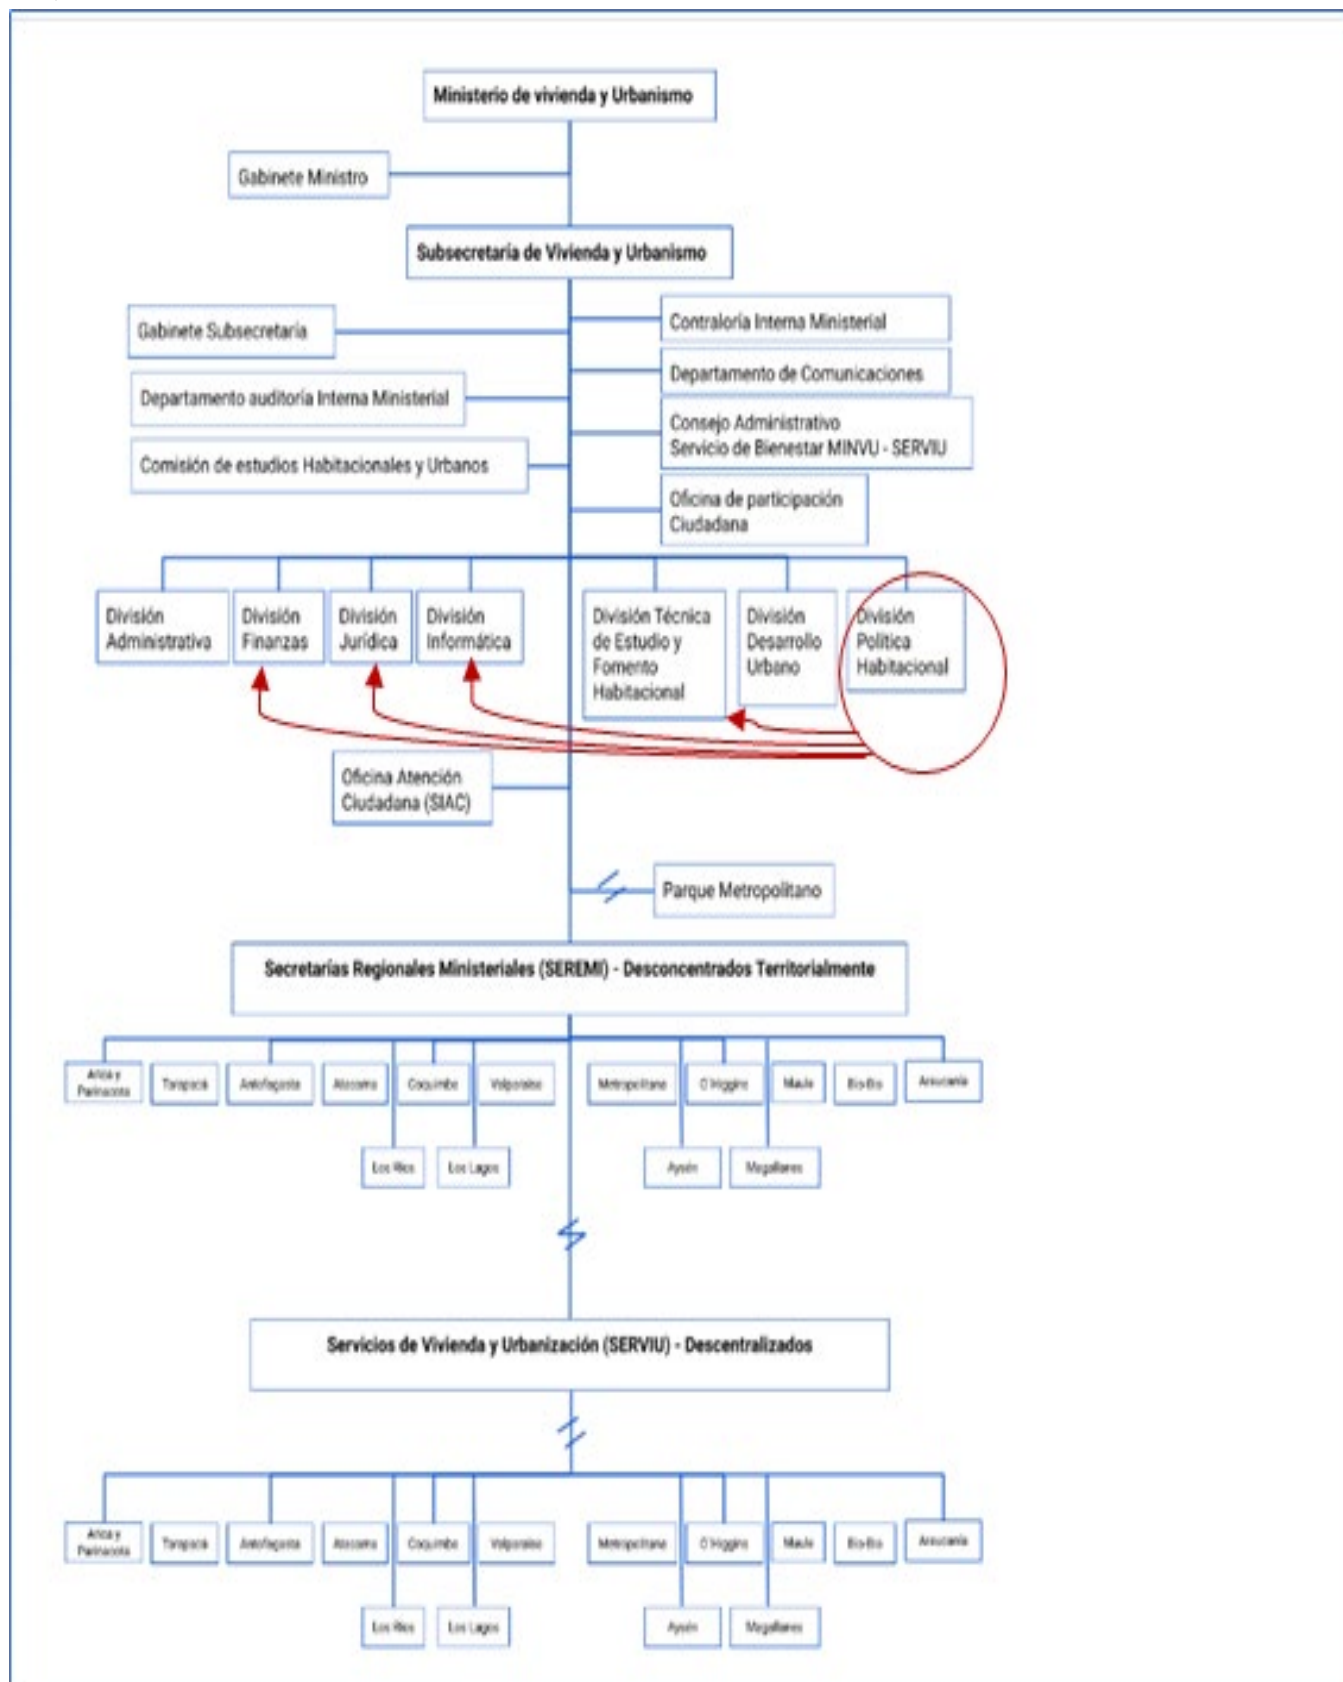 Ministerio de vivienda y Urbanismo
Gabinete Ministro
Subsecretaría de Vivienda y Urbanismo
Gabinete Subsecretaría
Contraloría Interna Ministerial
Departamento auditoría Interna Ministerial
Departamento de Comunicaciones
Comisión de estudios Habitacionales y Urbanos
Consejo Administrativo
Servicio de Bienestar MINVU - SERVIU
Oficina de participación
Ciudadana
División
Administrativa
División
Finanzas
División
Jurídica
División
Informática
División Técnica
de Estudio y
Fomento
Habitacional
División
Desarrollo
Urbano
División
Política
Habitacional
Oficina Atención
Ciudadana (SIAC)
Parque Metropolitano
Secretarías Regionales Ministeriales (SEREMI) - Desconcentrados Territorialmente
Arica y
Parinacota
Tarapacá
Antofagasta
Atacama
Coquimbo
Valparaíso
Metropolitana
O'Higgins
Maule
Bio-Bio
Araucanía
Los Ríos
Los Lagos
Aysén
Magallanes
Servicios de Vivienda y Urbanización (SERVIU) - Descentralizados
Arica y
Parinacota
Tarapacá
Antofagasta
Atacama
Coquimbo
Valparaíso
Metropolitana
O'Higgins
Maule
Bio-Bio
Araucanía
Los Ríos
Los Lagos
Aysén
Magallanes